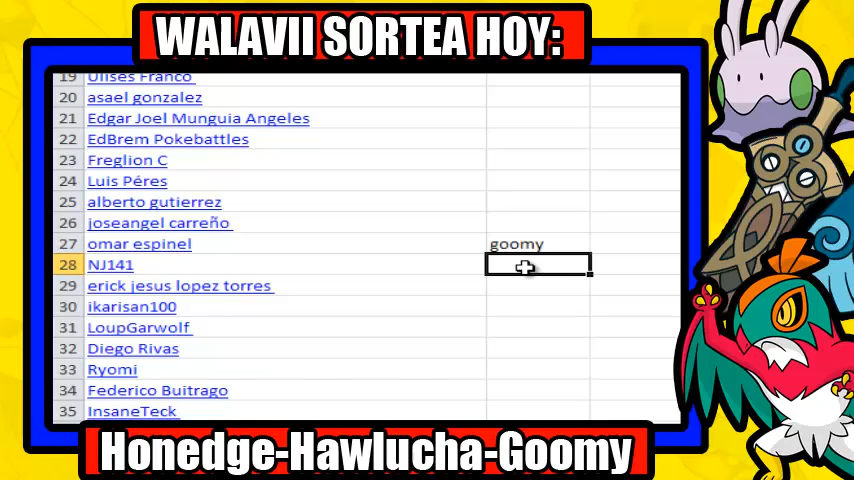 WALAVII SORTEA HOY:
19 Ulises Franco
20 asael gonzalez
21 Edgar Joel Munguia Angeles
22 EdBrem Pokebattles
23 Freglion C
24 Luis Péres
25 alberto gutierrez
26 joseangel carreño
27 omar espinel goomy
28 NJ141
29 erick jesus lopez torres
30 ikarisan100
31 LoupGarwolf
32 Diego Rivas
33 Ryomi
34 Federico Buitrago
35 InsaneTeck
Honedge-Hawlucha-Goomy